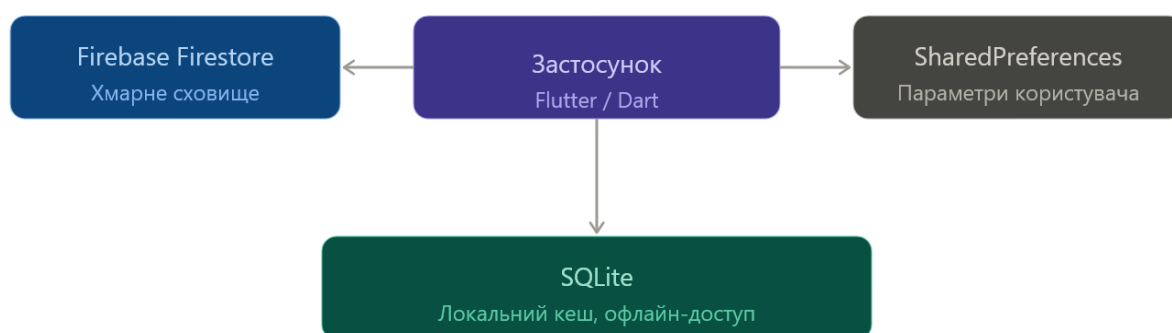 Firebase Firestore
Хмарне сховище
Застосунок
Flutter / Dart
SharedPreferences
Параметри користувача
SQLite
Локальний кеш, офлайн-доступ